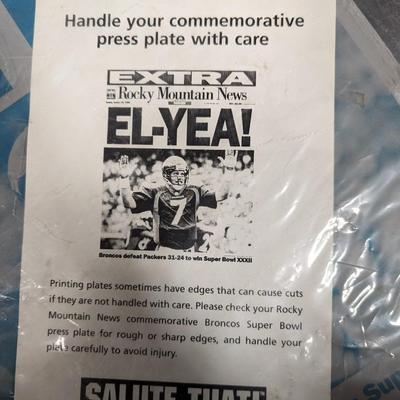 Handle your commemorative
press plate with care
EXTRA
Rocky Mountain News
EL-YEA!
7
Broncos defeat Packers 31-24 to win Super Bowl XXXII
Printing plates sometimes have edges that can cause cuts
if they are not handled with care. Please check your Rocky
Mountain News commemorative Broncos Super Bowl
press plate for rough or sharp edges, and handle your
plate carefully to avoid injury.
SALUTE THAT!